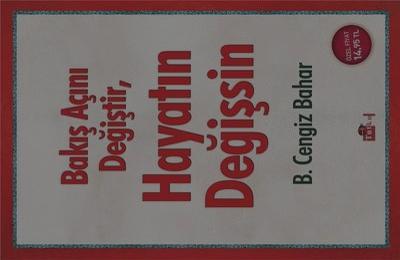 Bakış Açını
Değiştir,
Hayatın
Değişsin
B. Cengiz Bahar
ÖZEL FİYAT
14.95 TL